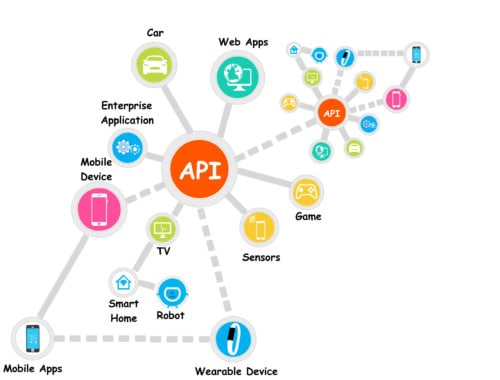 Car
Web Apps
Enterprise
Application
API
Mobile
Device
API
Game
TV
Sensors
Smart
Home
Robot
Mobile Apps
Wearable Device